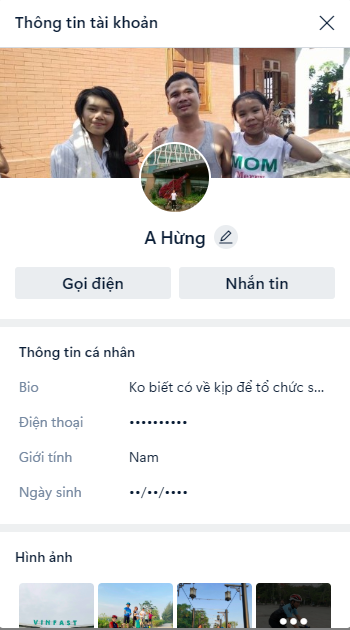 Thông tin tài khoản
MOM
A Hừng
Gọi điện
Nhắn tin
Thông tin cá nhân
Bio Ko biết có về kịp để tổ chức s...
Điện thoại ••••••••••
Giới tính Nam
Ngày sinh ••/••/••••
Hình ảnh
VINFAST